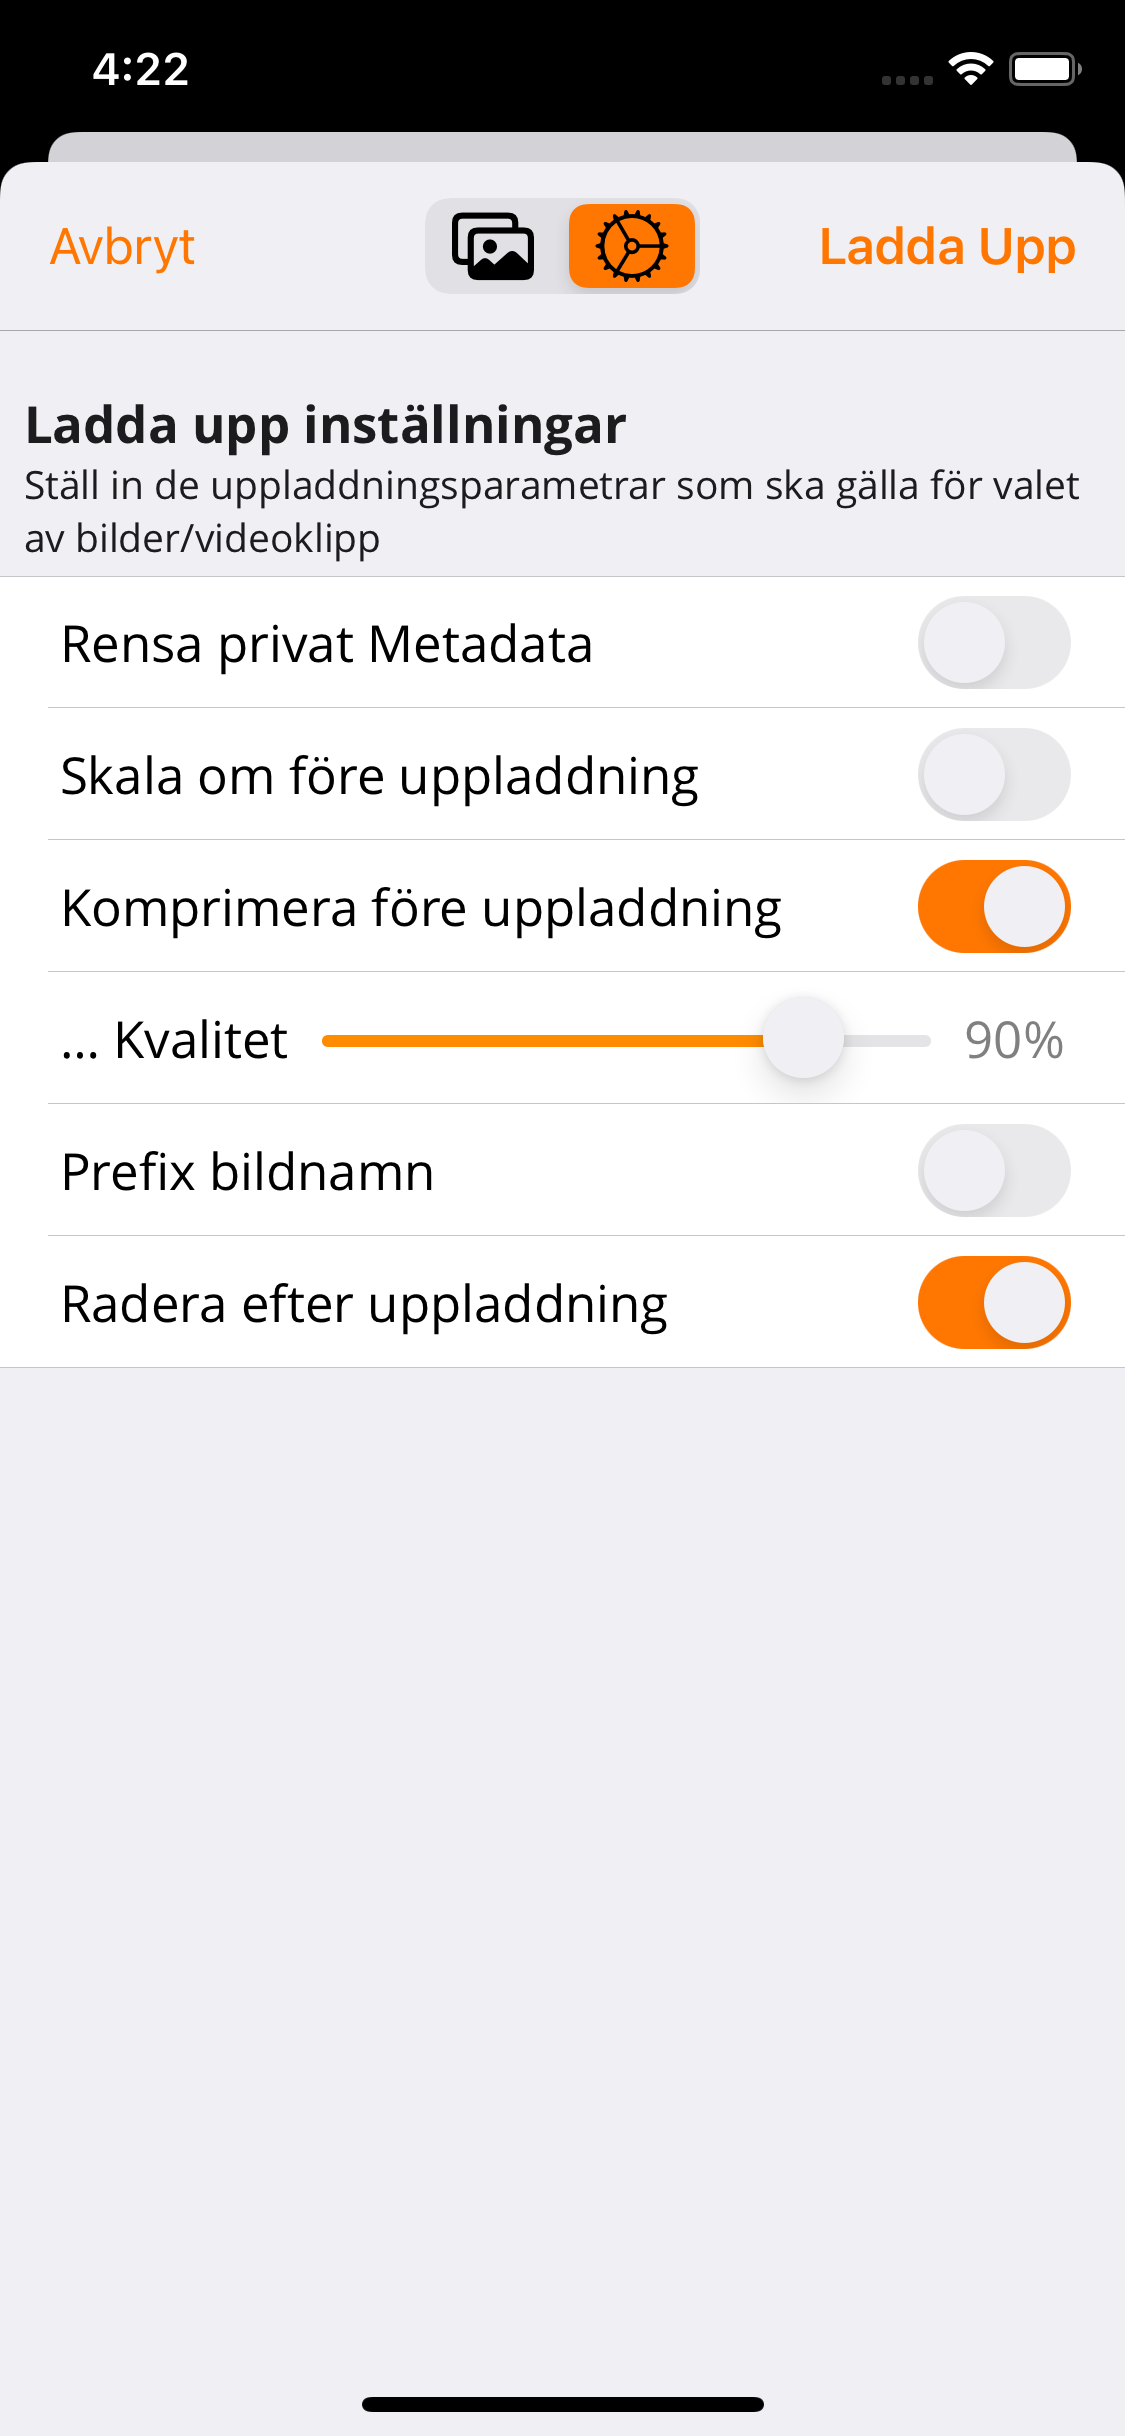 4:22
Avbryt
Ladda Upp
Ladda upp inställningar
Ställ in de uppladdningsparametrar som ska gälla för valet
av bilder/videoklipp
Rensa privat Metadata
Skala om före uppladdning
Komprimera före uppladdning
... Kvalitet 90%
Prefix bildnamn
Radera efter uppladdning